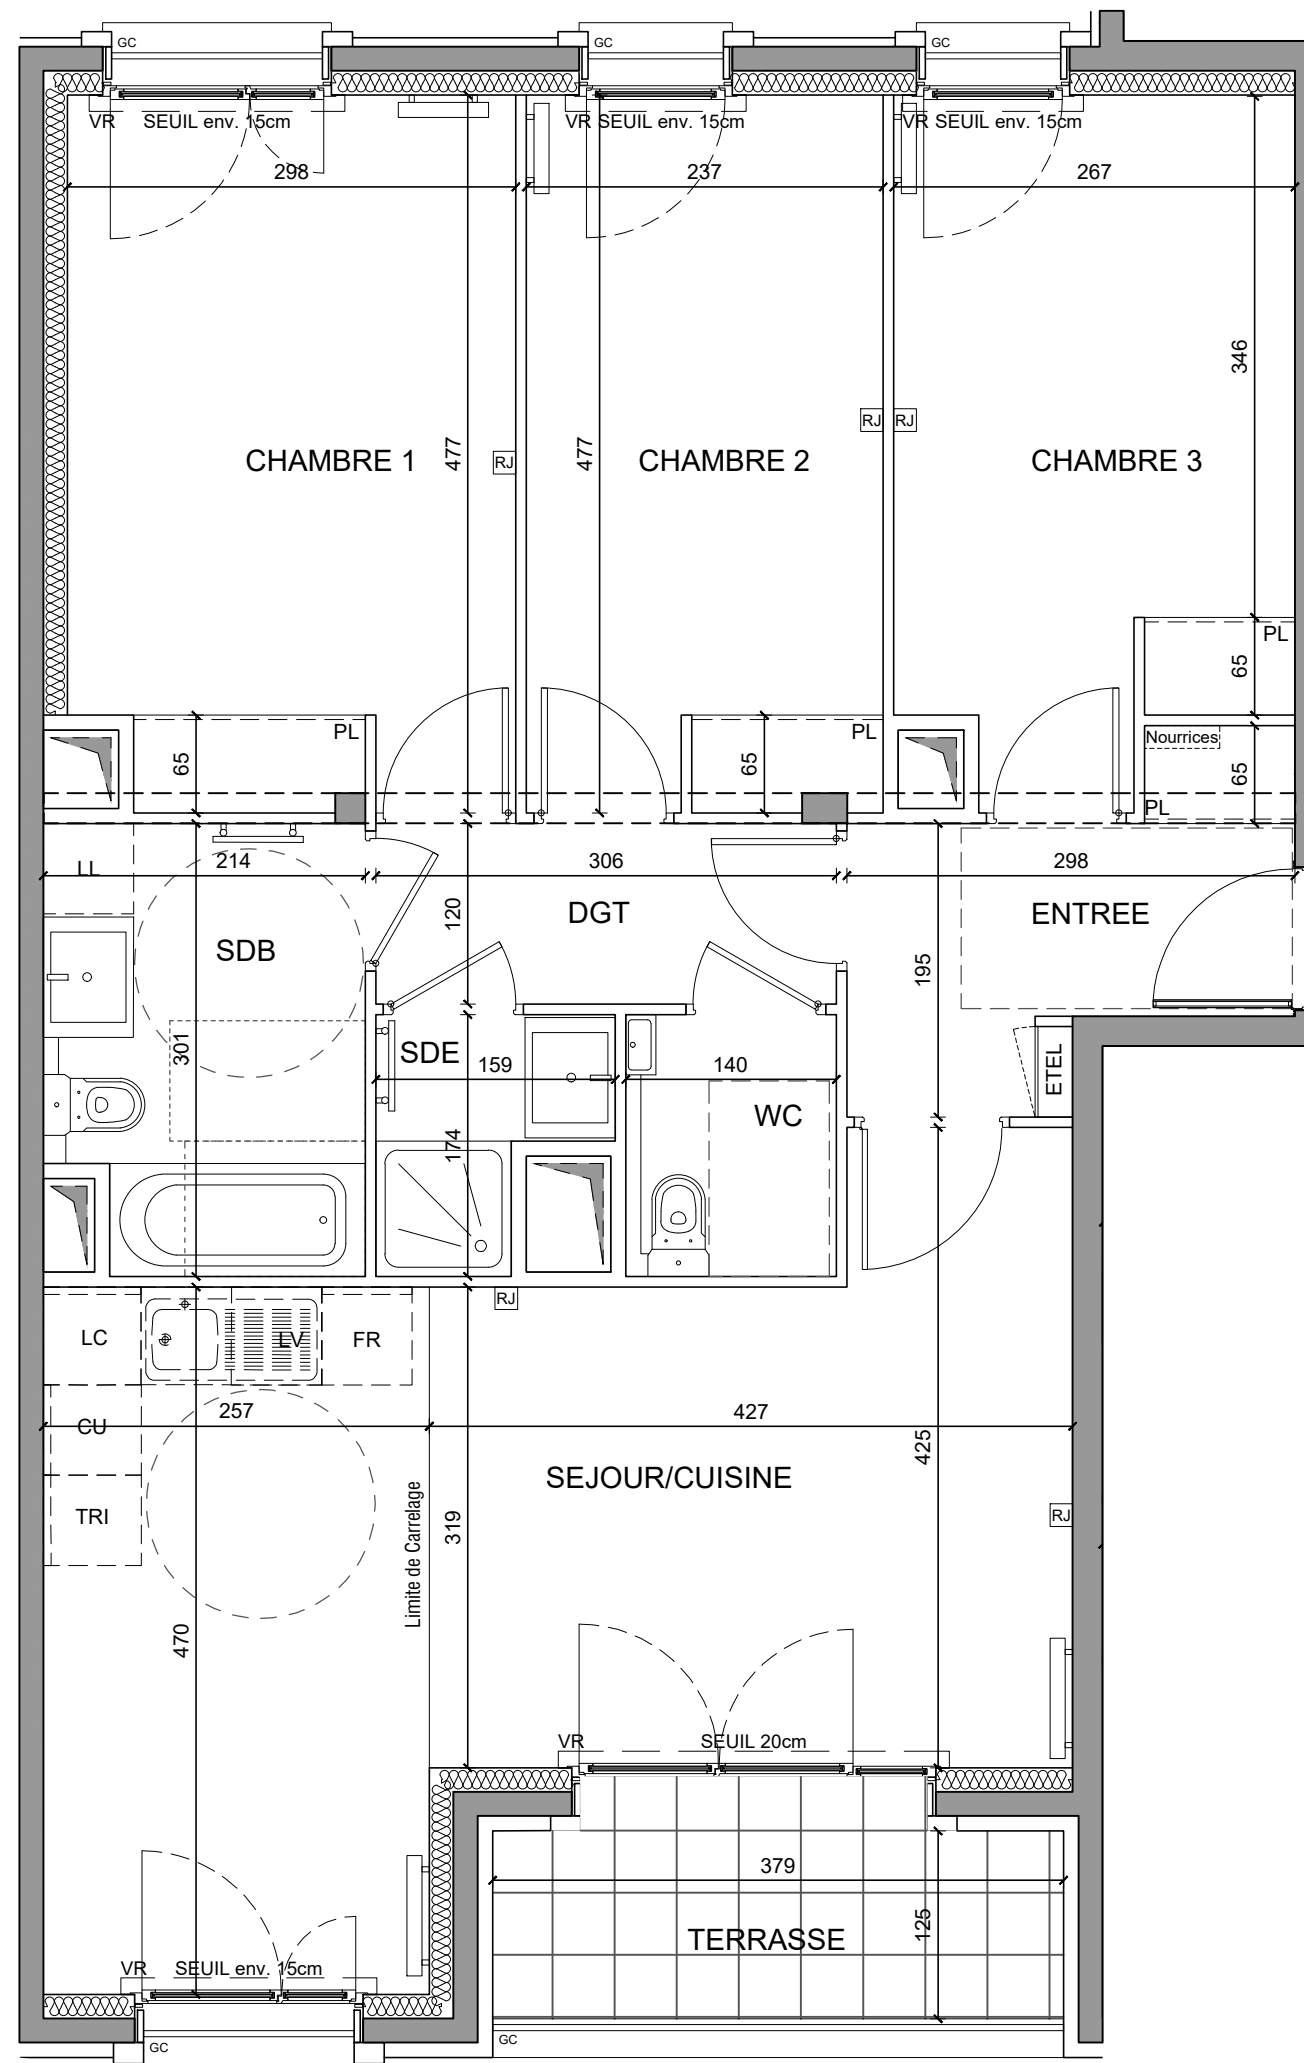 GC
GC
GC
VR SEUIL env. 15cm
VR SEUIL env. 15cm
VR SEUIL env. 15cm
298
237
267
346
RJ
RJ
CHAMBRE 1
477
RJ
477
CHAMBRE 2
CHAMBRE 3
PL
65
PL
65
PL
65
Nourrices
65
PL
LL
214
306
298
120
DGT
ENTREE
SDB
195
301
SDE
159
140
ETEL
WC
174
RJ
LC
LV
FR
257
427
CU
425
SEJOUR/CUISINE
TRI
Limite de Carrelage
319
RJ
470
VR
SEUIL 20cm
379
125
TERRASSE
VR SEUIL env. 15cm
GC
GC